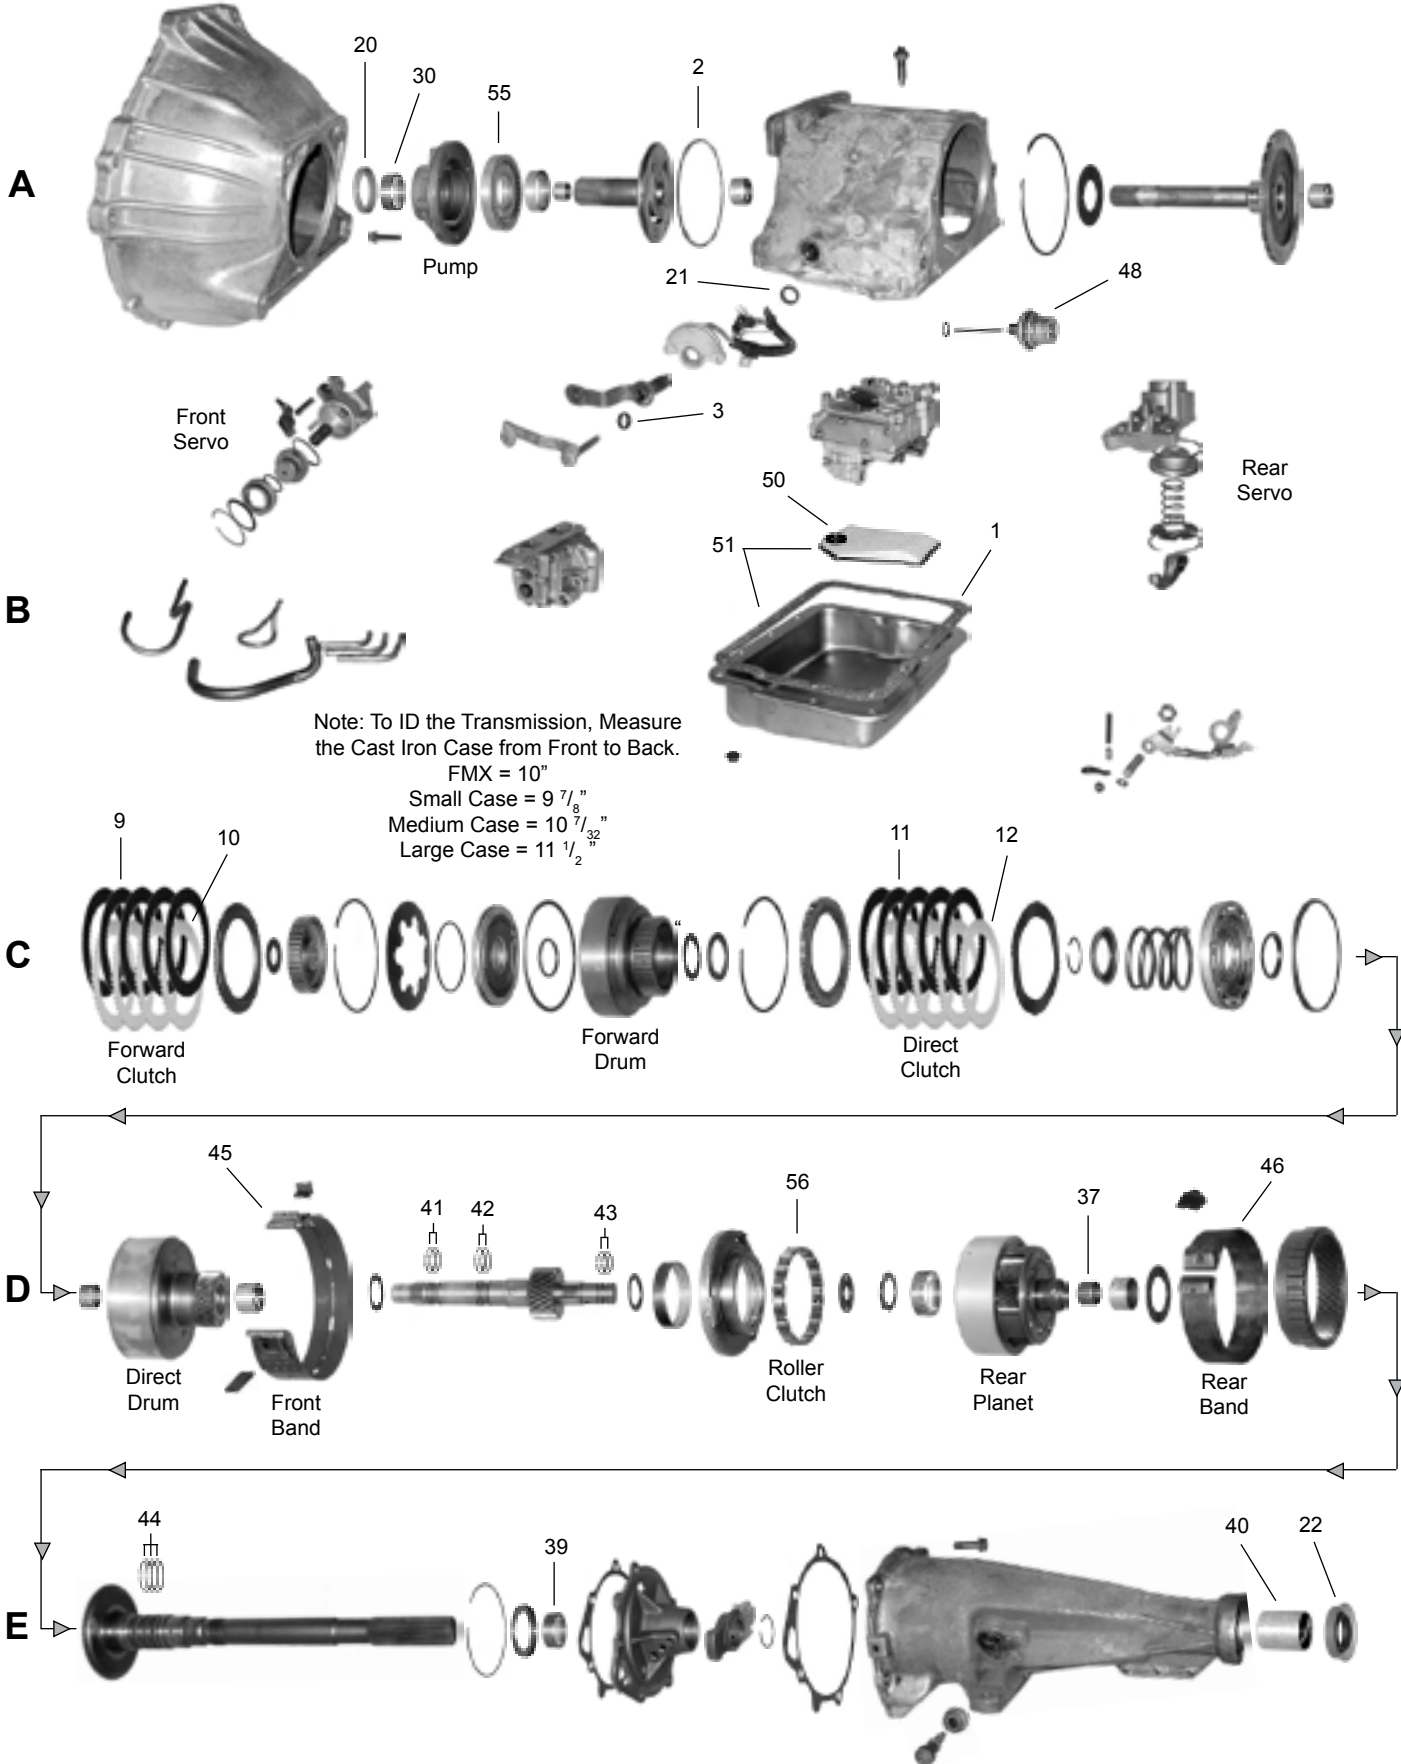 20
30
55
2
A
Pump
21
48
Front
Servo
3
Rear
Servo
50
51
1
B
Note: To ID the Transmission, Measure
the Cast Iron Case from Front to Back.
FMX = 10”
Small Case = 9 7/8”
Medium Case = 10 7/32”
Large Case = 11 1/2 ”
9
10
11
12
C
“
Forward
Clutch
Forward
Drum
Direct
Clutch
45
41
42
43
56
37
46
D
Direct
Drum
Front
Band
Roller
Clutch
Rear
Planet
Rear
Band
44
39
40
22
E